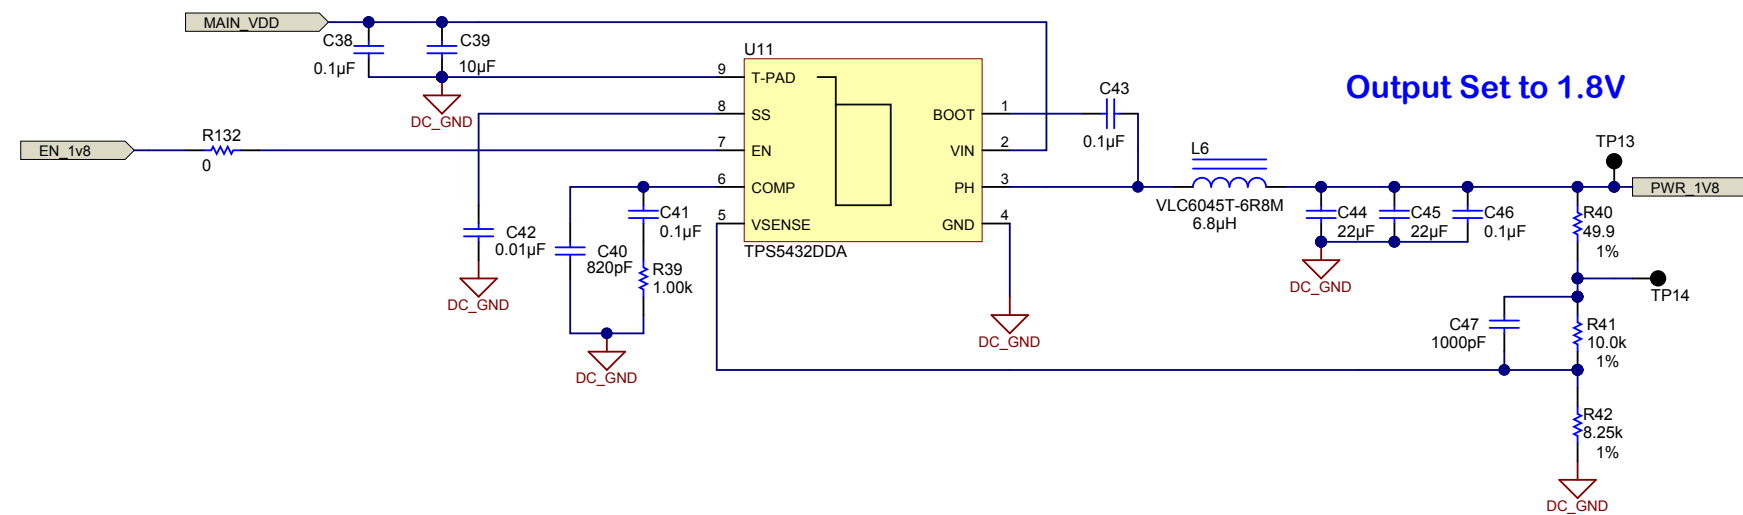 MAIN_VDD
C38
0.1µF
C39
10µF
DC_GND
U11
9
T-PAD
8
SS
7
EN
6
COMP
5
VSENSE
BOOT
1
VIN
2
PH
3
GND
4
TPS5432DDA
Output Set to 1.8V
EN_1v8
R132
0
C43
0.1µF
L6
VLC6045T-6R8M
6.8µH
TP13
PWR_1V8
C42
0.01µF
DC_GND
C41
0.1µF
C40
820pF
R39
1.00k
DC_GND
DC_GND
C44
22µF
C45
22µF
C46
0.1µF
DC_GND
R40
49.9
1%
TP14
C47
1000pF
R41
10.0k
1%
R42
8.25k
1%
DC_GND